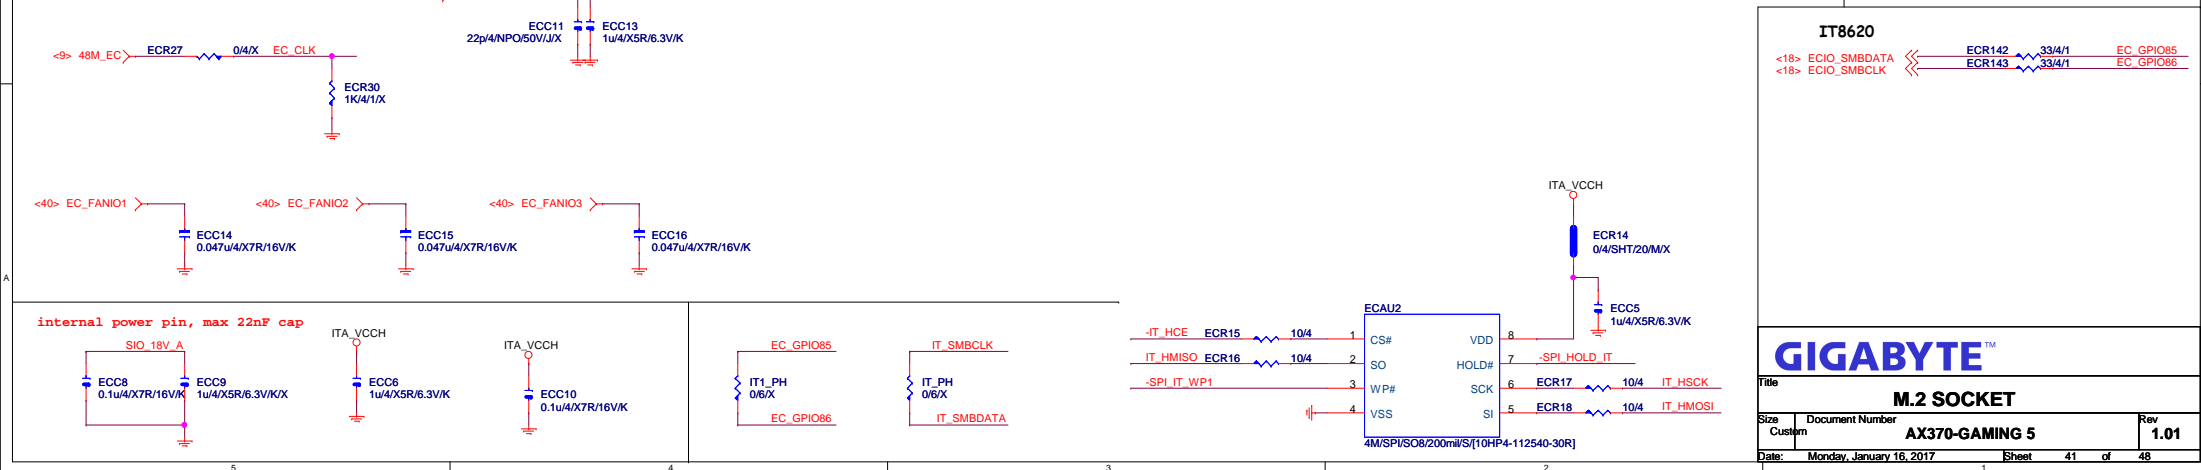 ECC11
22p/4/NPO/50V/J/X
ECC13
1u/4/X5R/6.3V/K
<9> 48M_EC
ECR27
0/4/X
EC_CLK
ECR30
1K/4/1/X
IT8620
<18> ECIO_SMBDATA
ECR142
33/4/1
EC_GPIO85
<18> ECIO_SMBCLK
ECR143
33/4/1
EC_GPIO86
<40> EC_FANIO1
ECC14
0.047u/4/X7R/16V/K
<40> EC_FANIO2
ECC15
0.047u/4/X7R/16V/K
<40> EC_FANIO3
ECC16
0.047u/4/X7R/16V/K
ITA_VCCH
ECR14
0/4/SHT/20/M/X
ECC5
1u/4/X5R/6.3V/K
A
internal power pin, max 22nF cap
SIO_18V_A
ECC8
0.1u/4/X7R/16V/K
ECC9
1u/4/X5R/6.3V/K/X
ITA_VCCH
ECC6
1u/4/X5R/6.3V/K
ITA_VCCH
ECC10
0.1u/4/X7R/16V/K
EC_GPIO85
IT1_PH
0/6/X
EC_GPIO86
IT_SMBCLK
IT_PH
0/6/X
IT_SMBDATA
ECAU2
-IT_HCE
ECR15
10/4
1
CS#
VDD
8
IT_HMISO
ECR16
10/4
2
SO
HOLD#
7
-SPI_HOLD_IT
-SPI_IT_WP1
3
WP#
SCK
6
ECR17
10/4
IT_HSCK
4
VSS
SI
5
ECR18
10/4
IT_HMOSI
4M/SPI/SO8/200mil/S/[10HP4-112540-30R]
GIGABYTE™
Title
M.2 SOCKET
Size
Custom
Document Number
AX370-GAMING 5
Rev
1.01
Date: Monday, January 16, 2017
Sheet 41 of 48
5
4
3
2
1